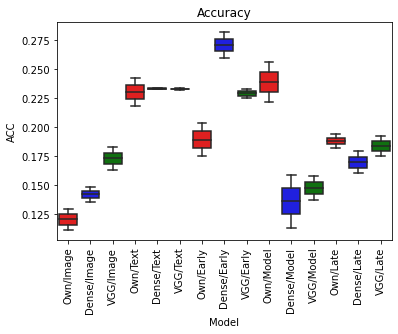 Accuracy
ACC
0.275
0.250
0.225
0.200
0.175
0.150
0.125
Own/Image
Dense/Image
VGG/Image
Own/Text
Dense/Text
VGG/Text
Own/Early
Dense/Early
VGG/Early
Own/Model
Dense/Model
VGG/Model
Own/Late
Dense/Late
VGG/Late
Model